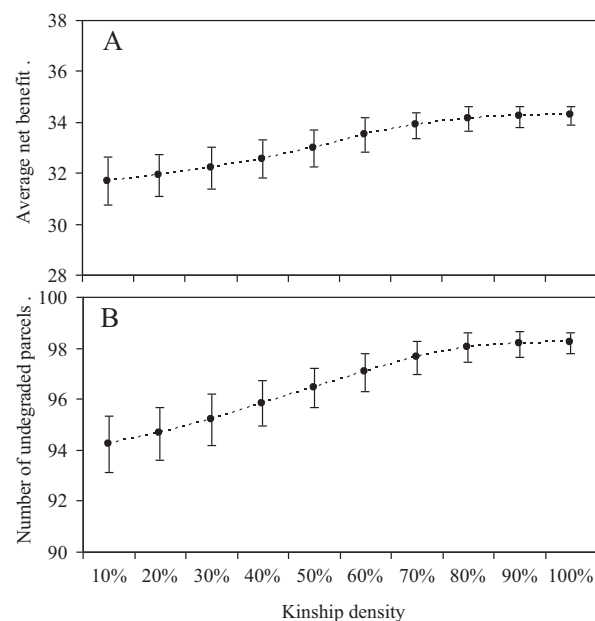 A
38
36
34
32
30
28
Average net benefit .
B
100
98
96
94
92
90
Number of undegraded parcels .
10% 20% 30% 40% 50% 60% 70% 80% 90% 100%
Kinship density